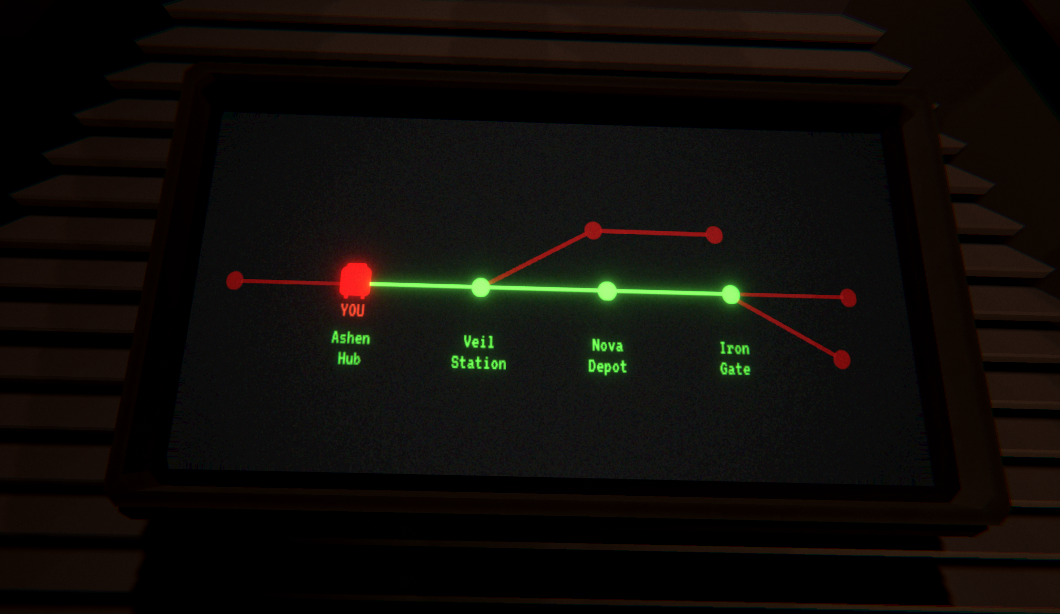 YOU
Ashen
Hub
Veil
Station
Nova
Depot
Iron
Gate